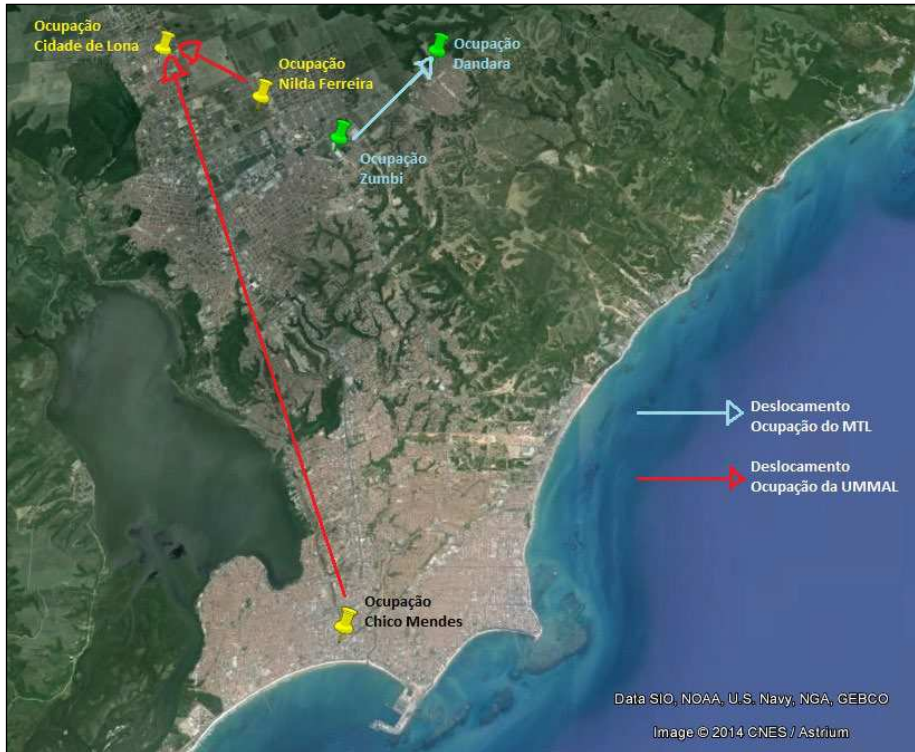 Ocupação
Cidade de Lona
Ocupação
Nilda Ferreira
Ocupação
Dandara
Ocupação
Zumbi
Deslocamento
Ocupação do MTL
Deslocamento
Ocupação da UMMAL
Ocupação
Chico Mendes
Data SIO, NOAA, U.S. Navy, NGA, GEBCO
Image © 2014 CNES / Astrium